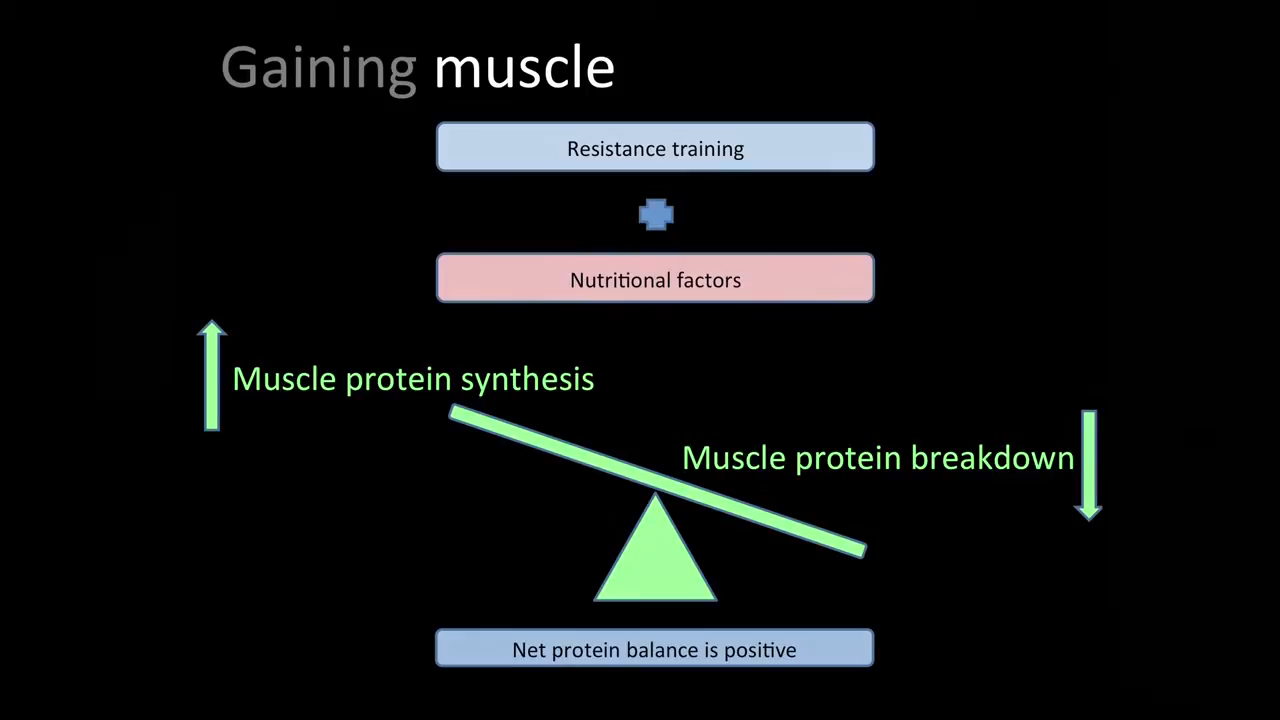 Gaining muscle
Resistance training
Nutritional factors
Muscle protein synthesis
Muscle protein breakdown
Net protein balance is positive